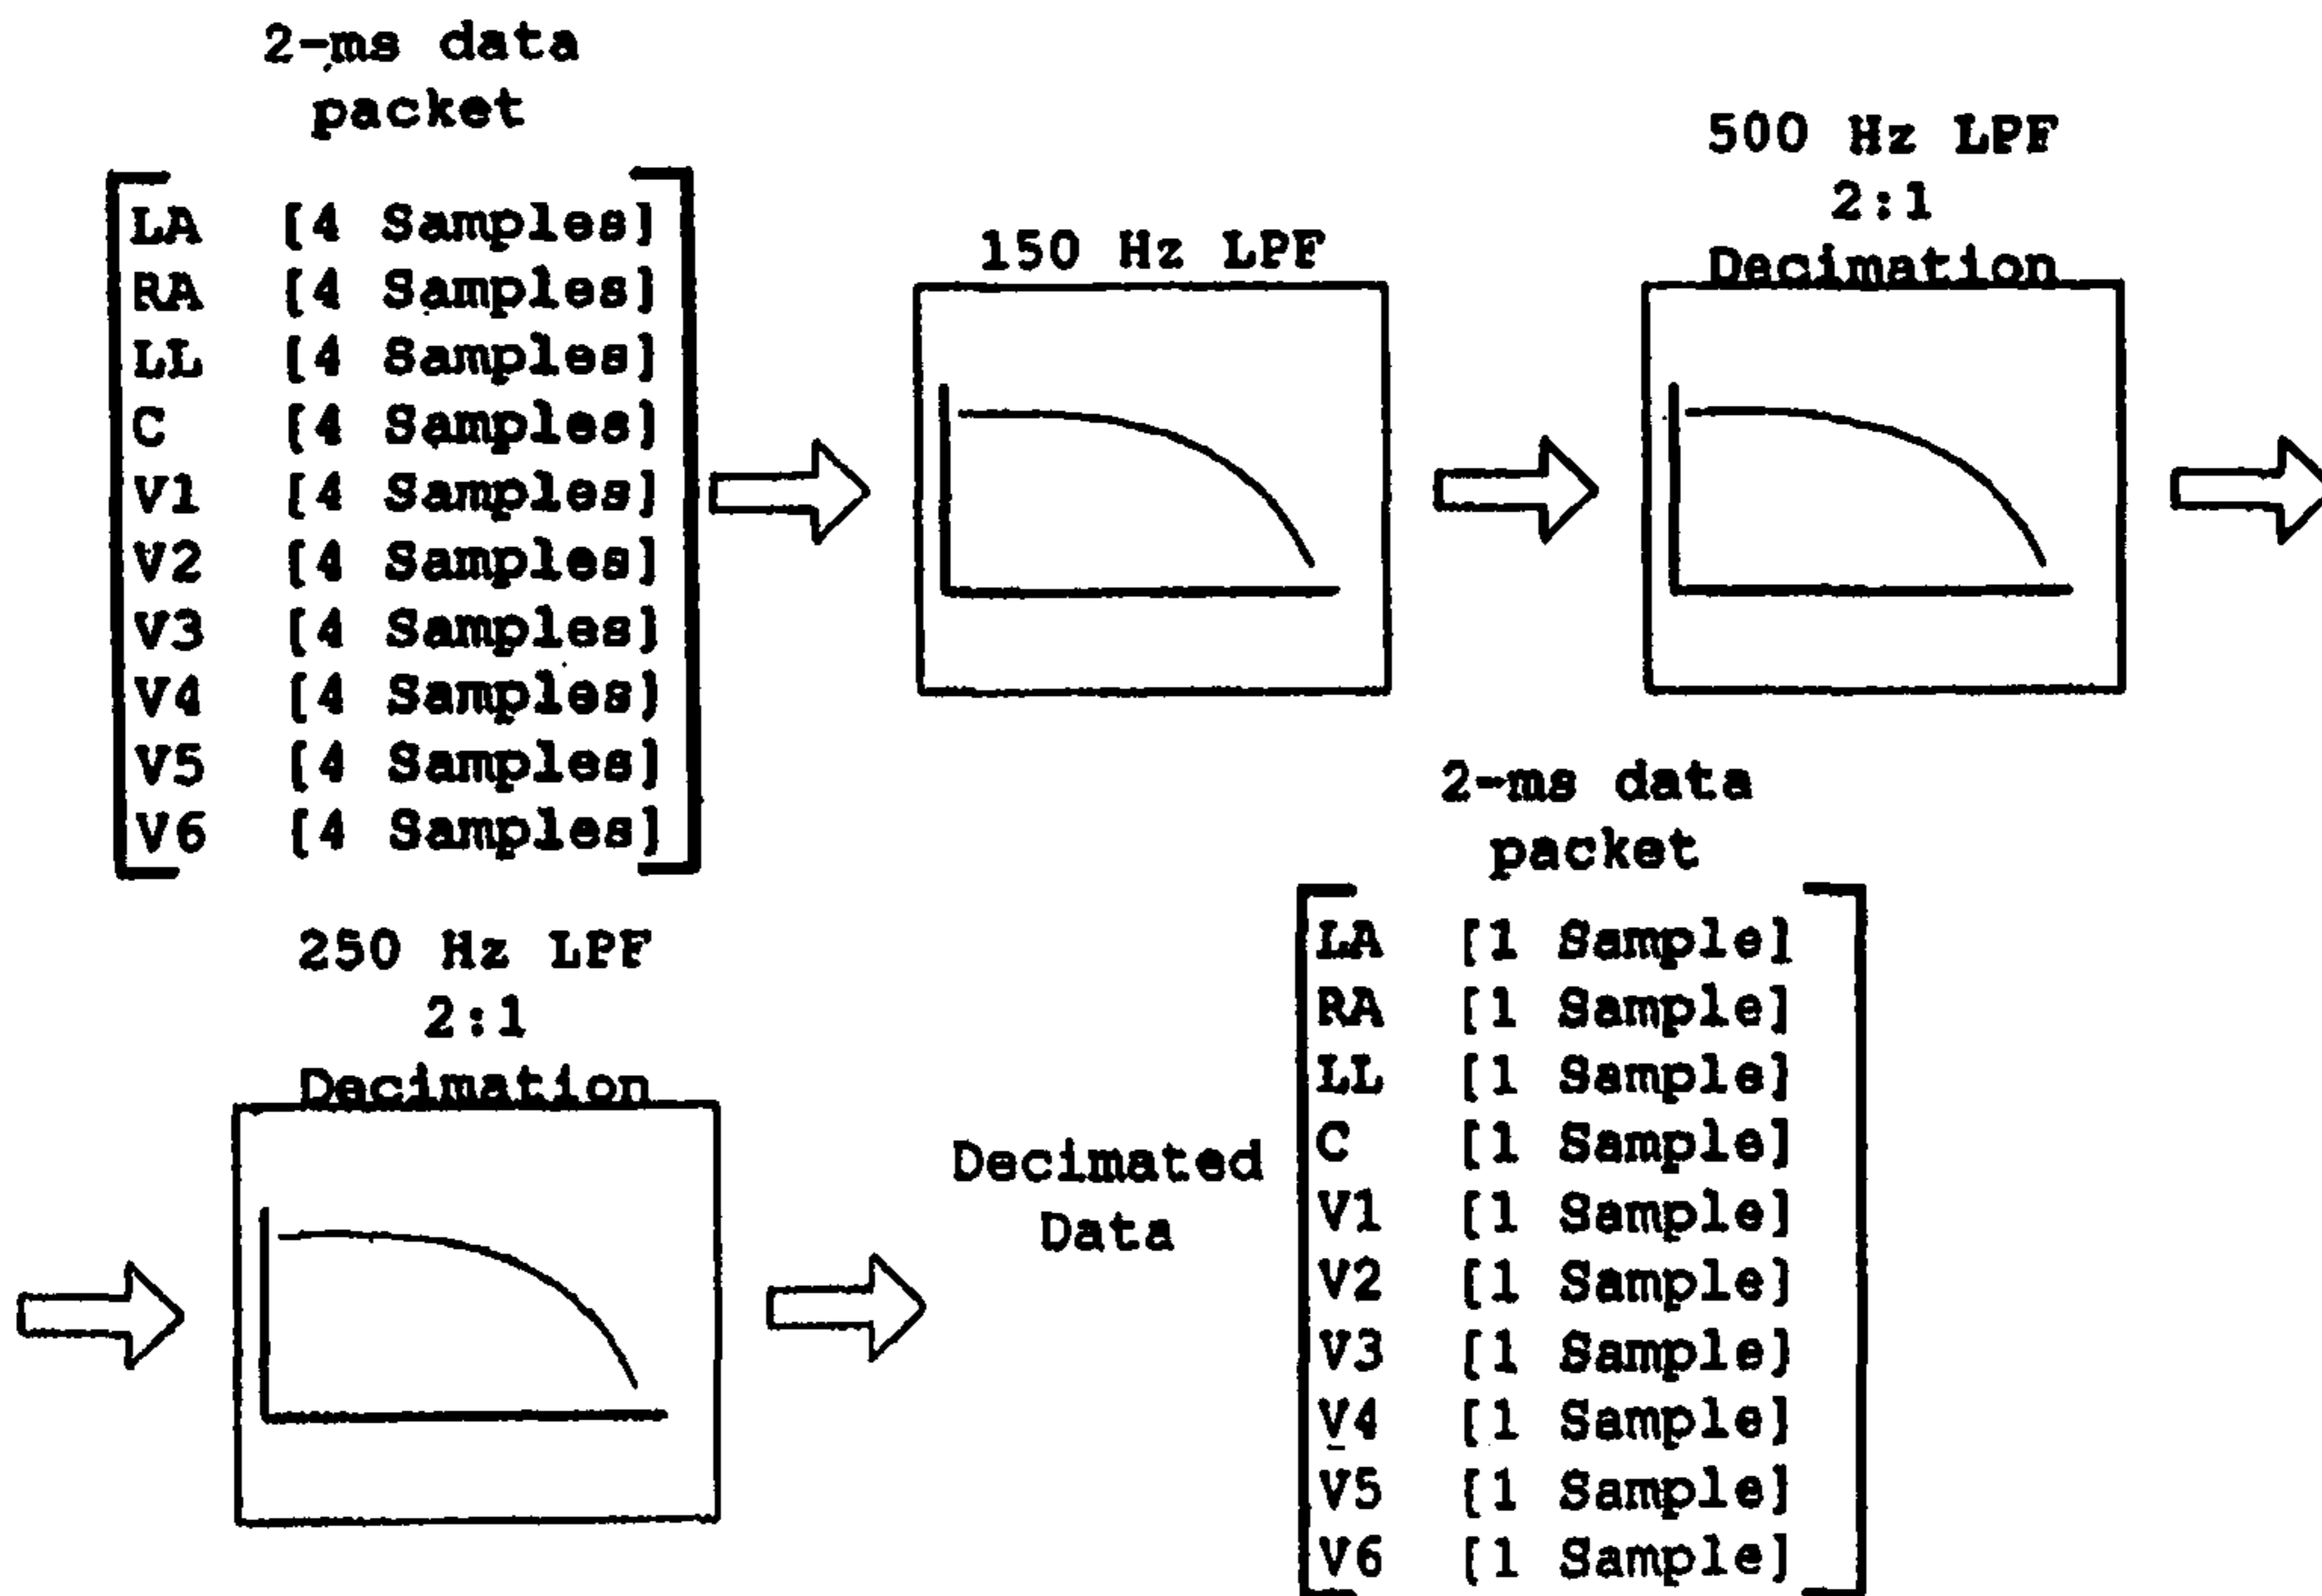 2-ms data
packet
LA [4 Samples]
RA [4 Samples]
LL [4 Samples]
C [4 Samples]
V1 [4 Samples]
V2 [4 Samples]
V3 [4 Samples]
V4 [4 Samples]
V5 [4 Samples]
V6 [4 Samples]
150 Hz LPF
500 Hz LPF
2:1
Decimation
250 Hz LPF
2:1
Decimation
Decimated
Data
2-ms data
packet
LA [1 Sample]
RA [1 Sample]
LL [1 Sample]
C [1 Sample]
V1 [1 Sample]
V2 [1 Sample]
V3 [1 Sample]
V4 [1 Sample]
V5 [1 Sample]
V6 [1 Sample]